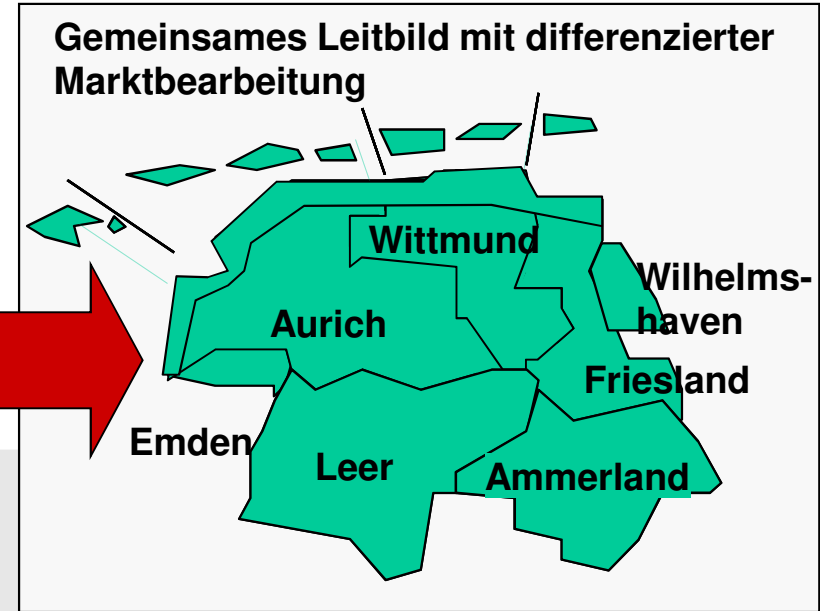 Gemeinsames Leitbild mit differenzierter
Marktbearbeitung
Wittmund
Wilhelms-
haven
Aurich
Friesland
Emden
Leer
Ammerland